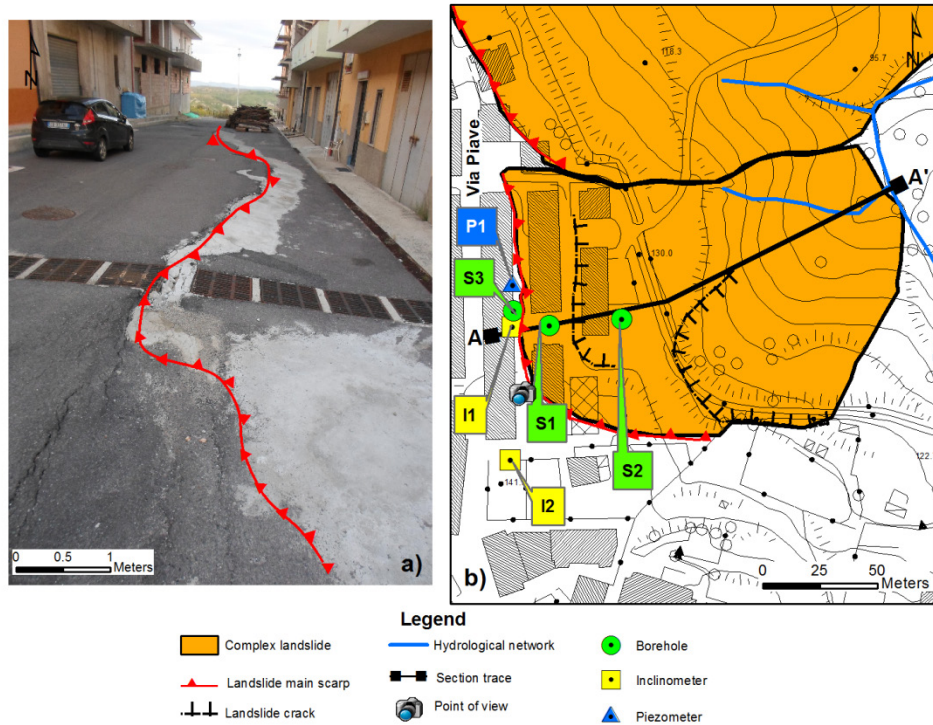 N
0 0.5 1
Meters
a)
118.3
95.7
N
Via Piave
A'
P1
S3
130.0
A
I1
S1
S2
141
I2
122.
b)
0 25 50
Meters
Legend
Complex landslide
Hydrological network
Borehole
Landslide main scarp
Section trace
Inclinometer
Landslide crack
Point of view
Piezometer